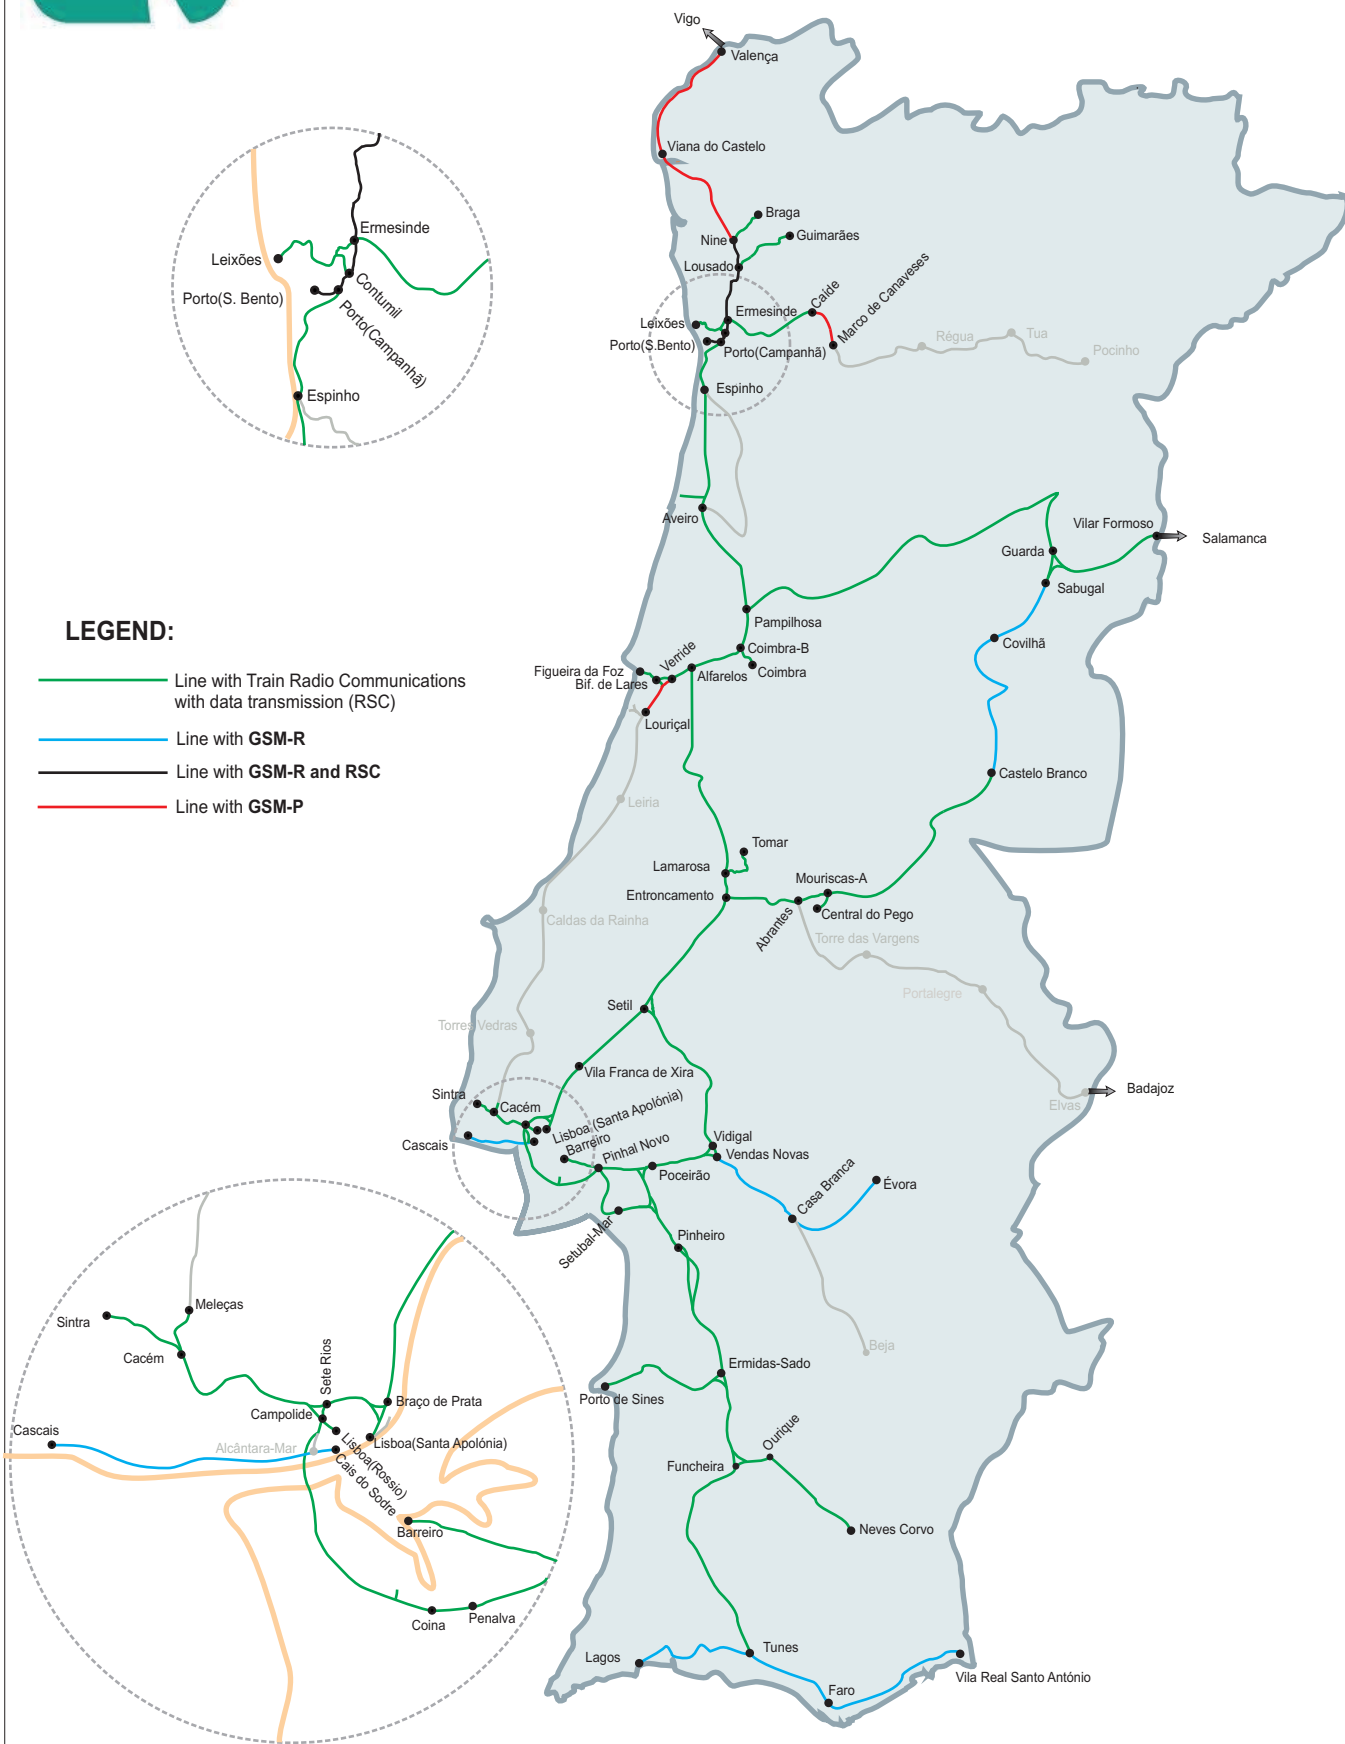 Vigo
Valença
Viana do Castelo
Braga
Guimarães
Nine
Lousado
Ermesinde
Caide
Marco de Canaveses
Leixões
Porto(S.Bento)
Porto(Campanhã)
Régua
Tua
Pocinho
Espinho
Ermesinde
Leixões
Contumil
Porto(S. Bento)
Porto(Campanhã)
Espinho
Aveiro
Vilar Formoso
Salamanca
Guarda
Sabugal
Pampilhosa
Covilhã
LEGEND:
Line with Train Radio Communications
with data transmission (RSC)
Line with GSM-R
Line with GSM-R and RSC
Line with GSM-P
Coimbra-B
Verride
Figueira da Foz
Bif. de Lares
Alfarelos
Coimbra
Louriçal
Castelo Branco
Leiria
Tomar
Lamarosa
Mouriscas-A
Entroncamento
Abrantes
Central do Pego
Caldas da Rainha
Torre das Vargens
Portalegre
Setil
Torres Vedras
Vila Franca de Xira
Badajoz
Elvas
Sintra
Cacém
Lisboa (Santa Apolónia)
Cascais
Barreiro
Pinhal Novo
Vidigal
Vendas Novas
Poceirão
Casa Branca
Évora
Setubal-Mar
Pinheiro
Beja
Ermidas-Sado
Porto de Sines
Ourique
Funcheira
Neves Corvo
Tunes
Lagos
Faro
Vila Real Santo António
Meleças
Sintra
Cacém
Sete Rios
Braço de Prata
Campolide
Cascais
Alcântara-Mar
Lisboa(Santa Apolónia)
Lisboa(Rossio)
Cais do Sodre
Barreiro
Coina
Penalva